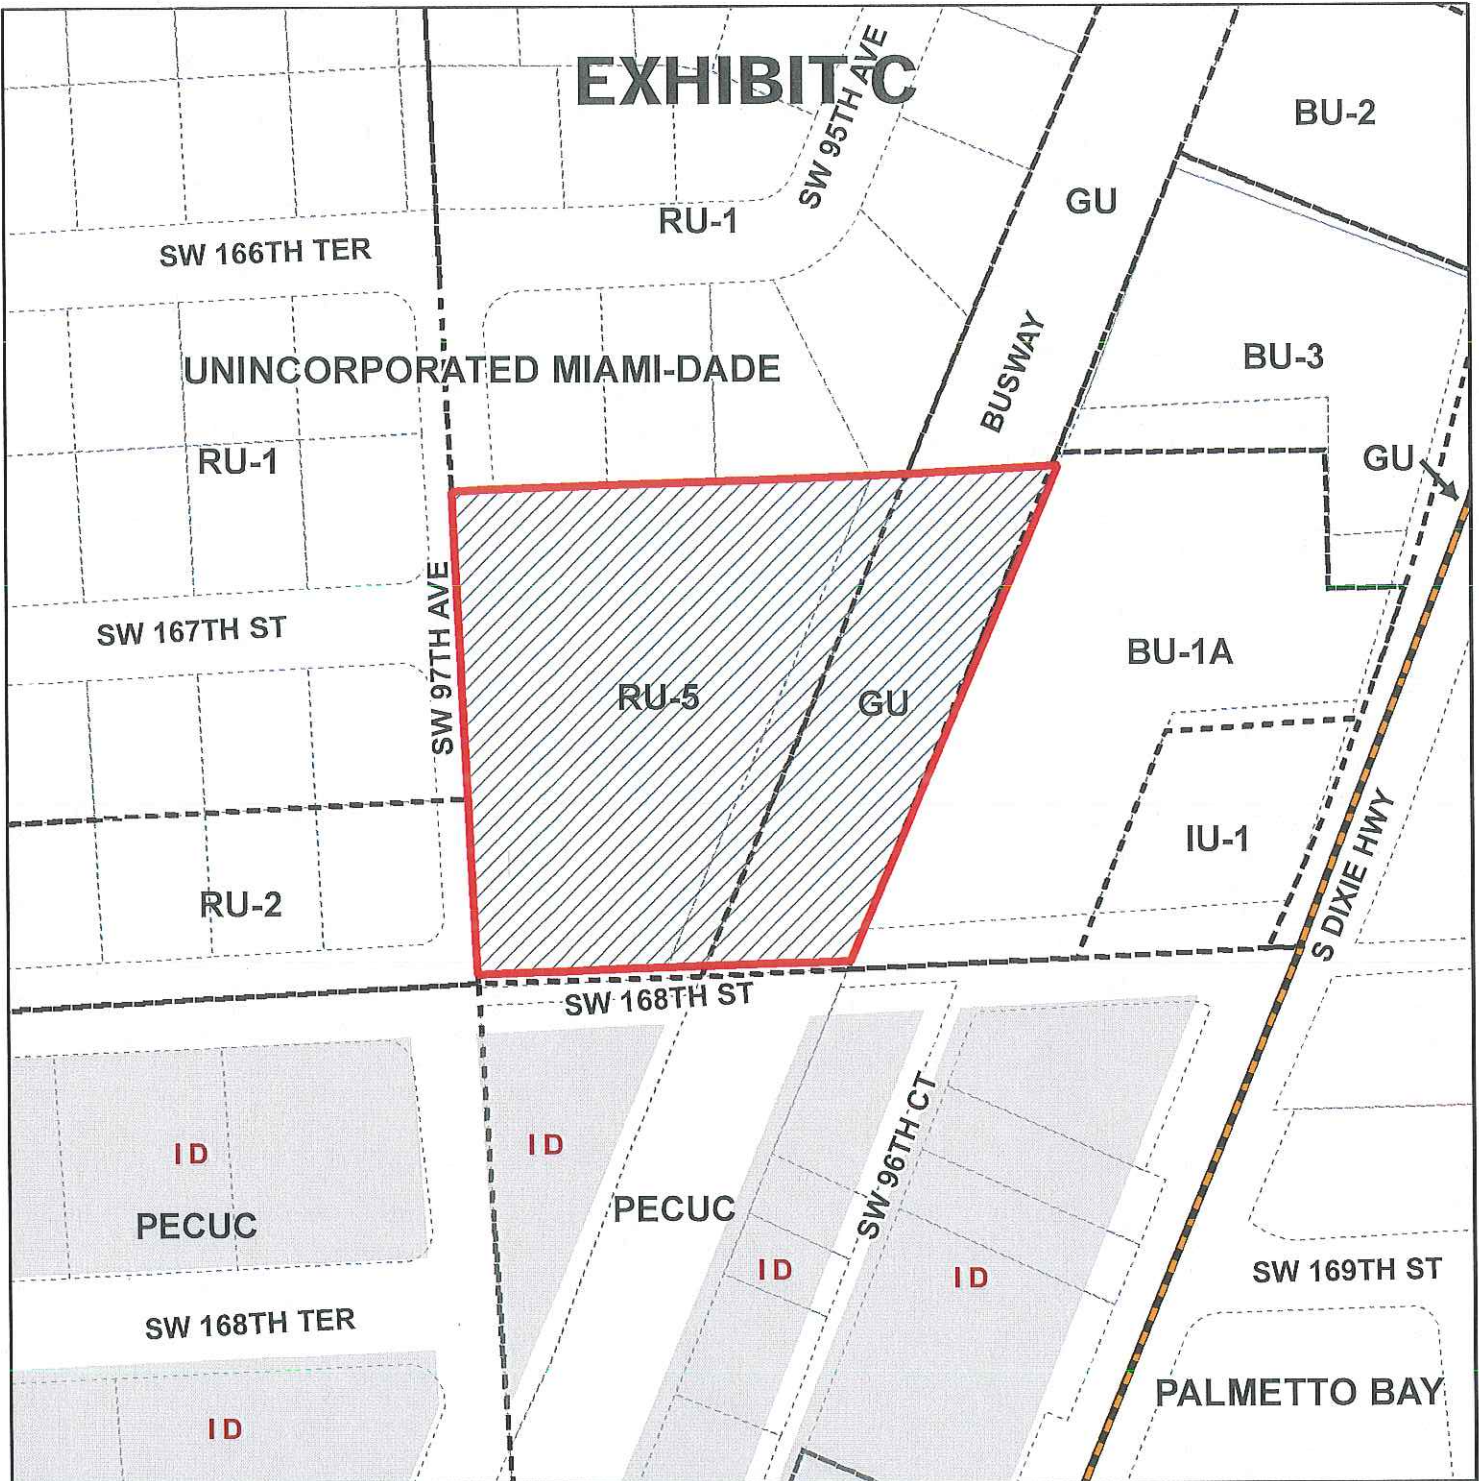 EXHIBIT C
SW 95TH AVE
BU-2
GU
RU-1
SW 166TH TER
BUSWAY
UNINCORPORATED MIAMI-DADE
BU-3
RU-1
GU
SW 97TH AVE
SW 167TH ST
BU-1A
RU-5
GU
IU-1
S DIXIE HWY
RU-2
SW 168TH ST
ID
ID
SW 96TH CT
PECUC
PECUC
ID
ID
SW 169TH ST
SW 168TH TER
PALMETTO BAY
ID